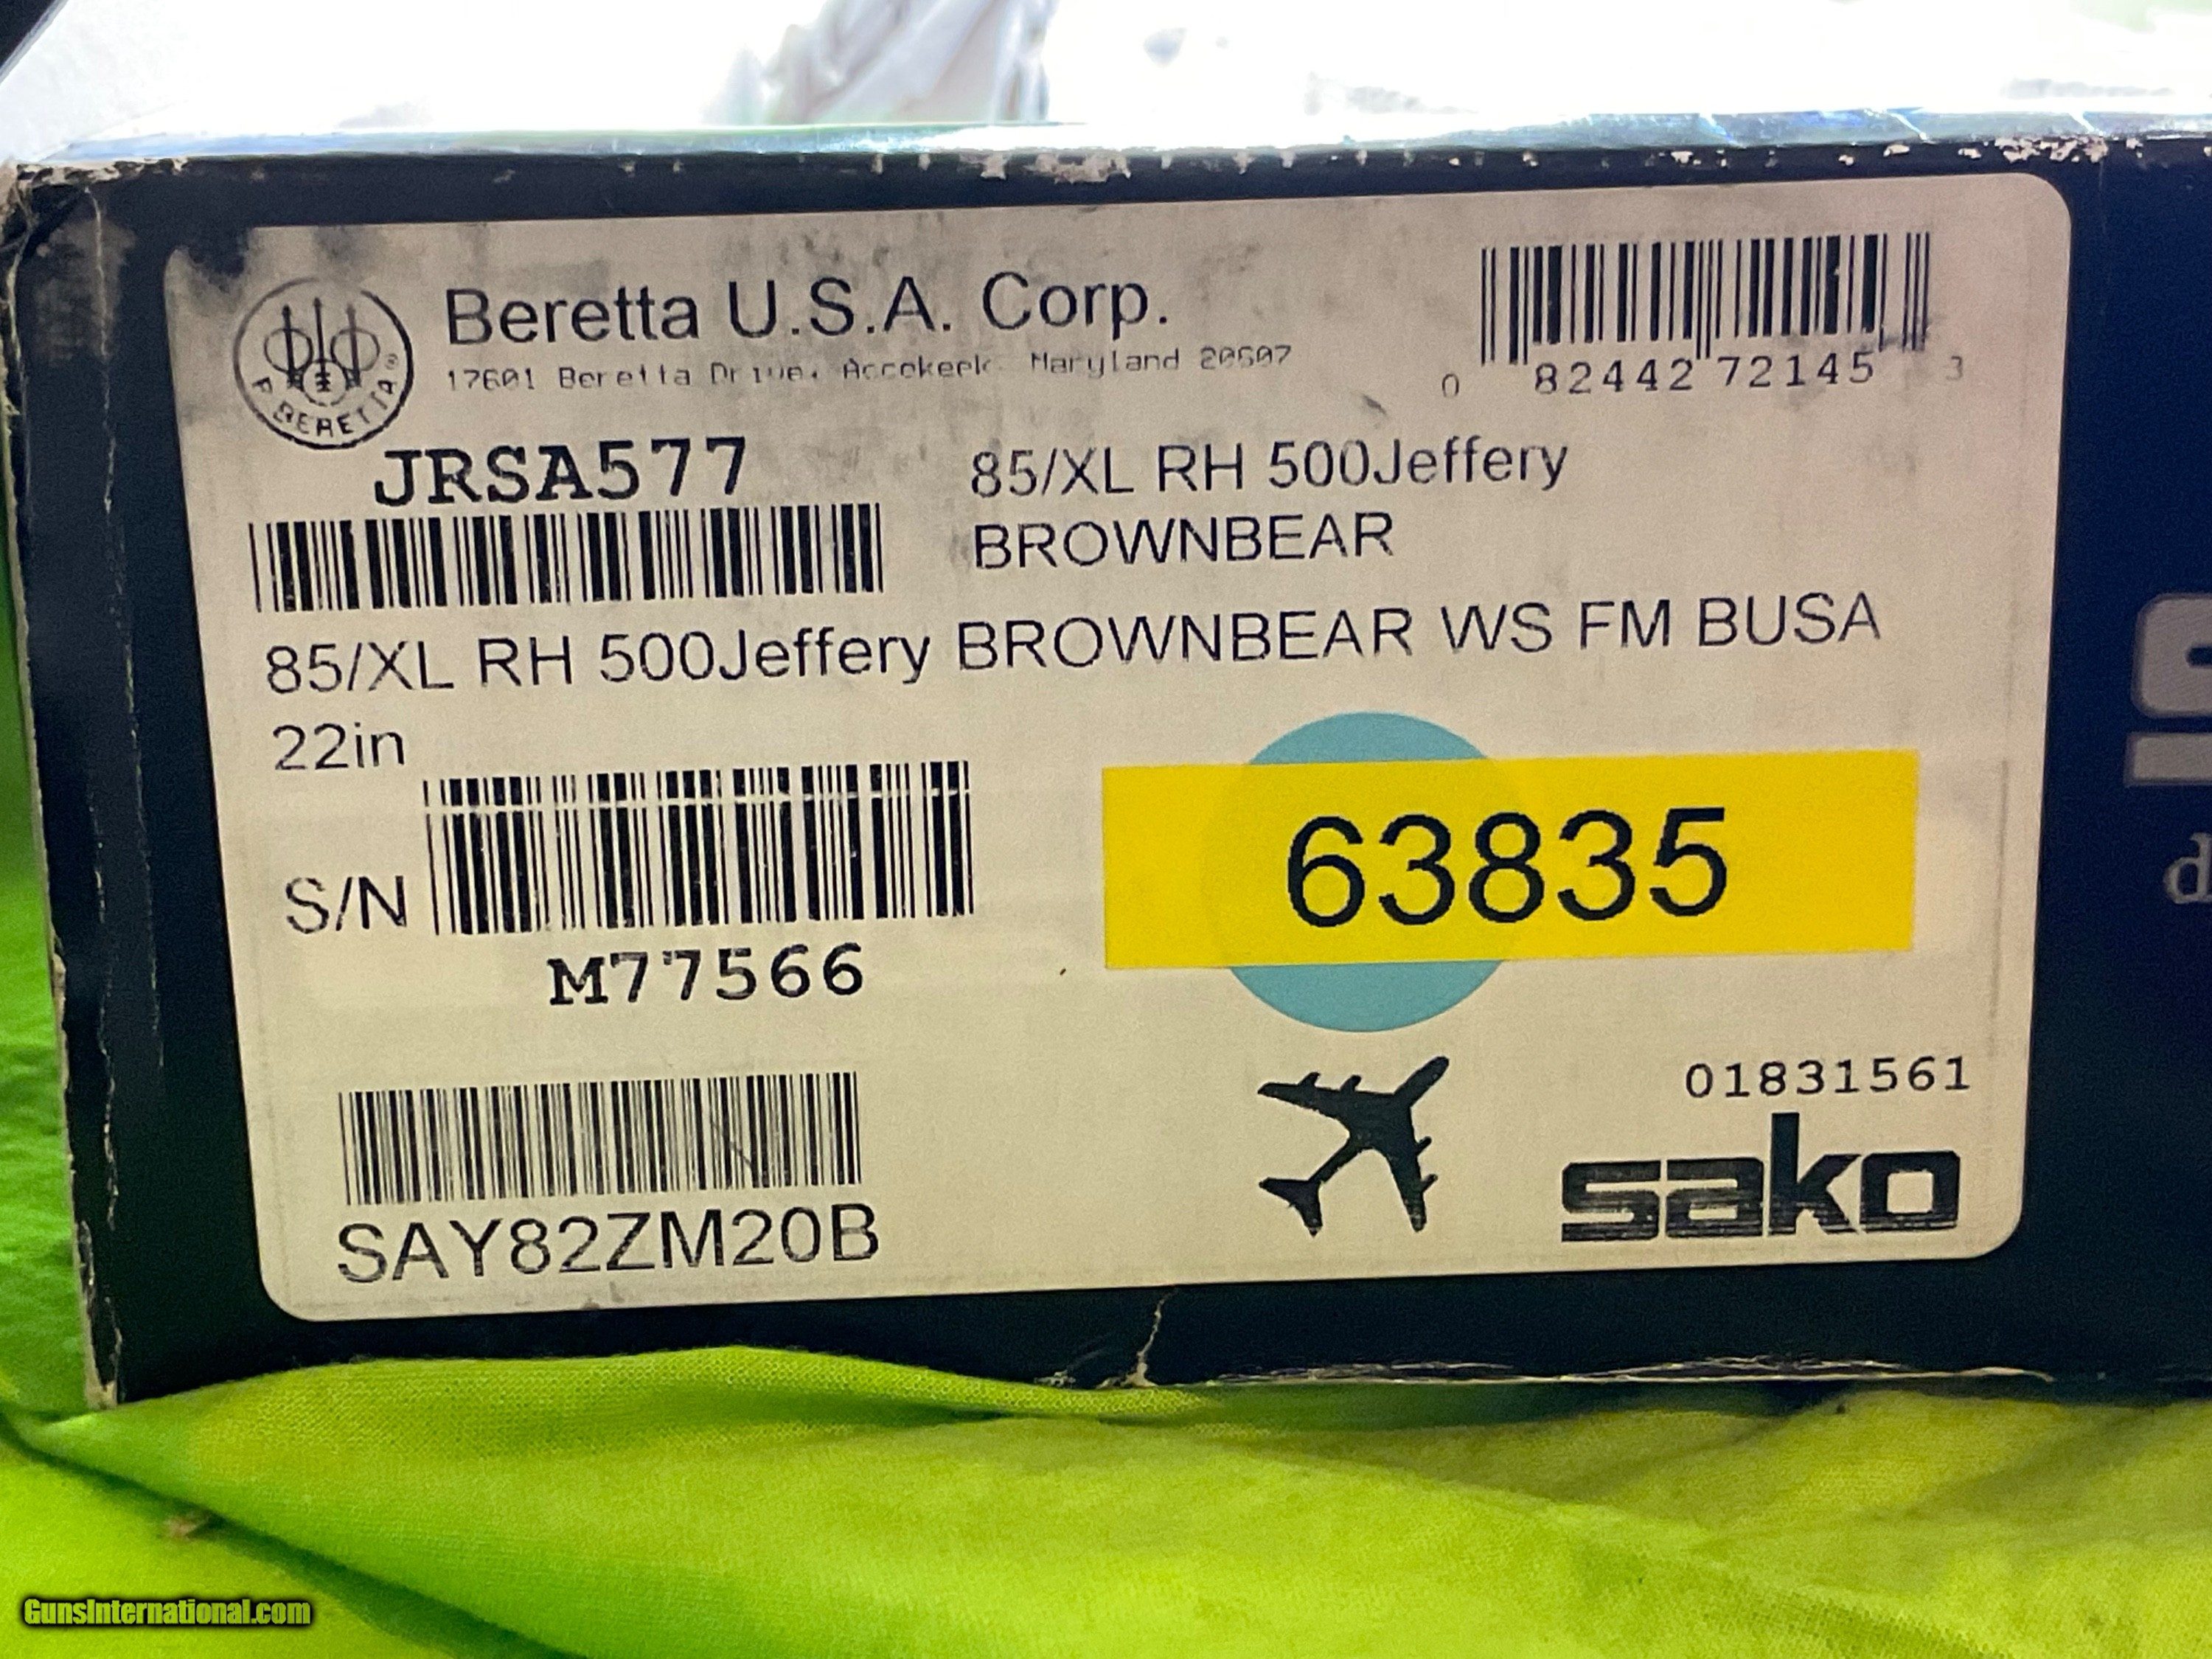 Beretta U.S.A. Corp.
17601 Beretta Drive, Accokeek, Maryland 20607
P BERETTA ®
0 82442 72145 3
JRSA577
85/XL RH 500Jeffery
BROWNBEAR
85/XL RH 500Jeffery BROWNBEAR WS FM BUSA
22in
S/N
M77566
63835
SAY82ZM20B
01831561
sako
GunsInternational.com